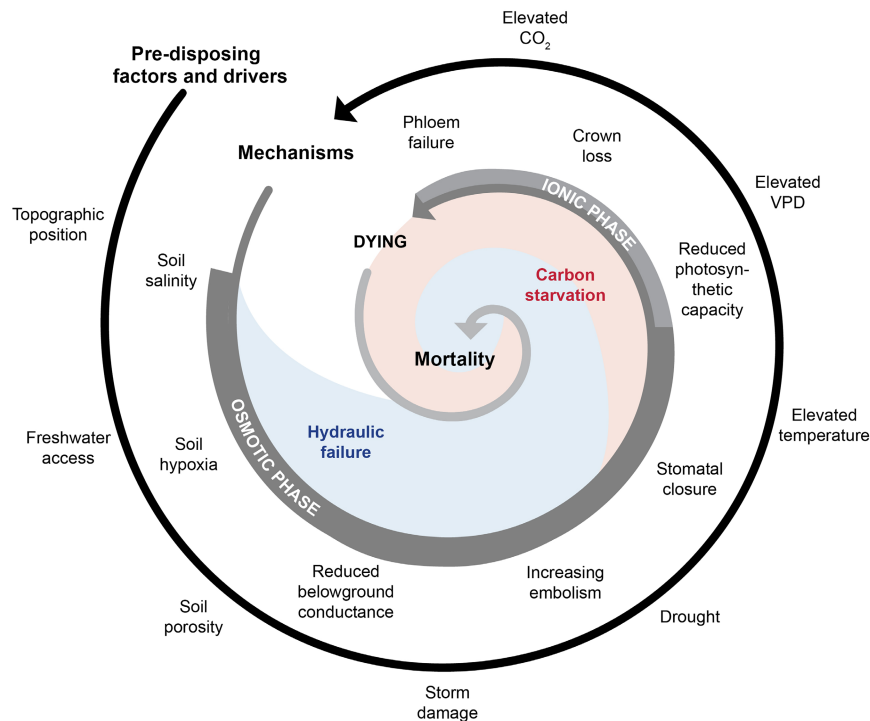 Pre-disposing
factors and drivers
Topographic
position
Freshwater
access
Soil
porosity
Storm
damage
Drought
Elevated
temperature
Elevated
VPD
Elevated
CO₂
Mechanisms
Soil
salinity
Soil
hypoxia
Reduced
belowground
conductance
Increasing
embolism
Stomatal
closure
Reduced
photosyn-
thetic
capacity
Crown
loss
Phloem
failure
OSMOTIC PHASE
IONIC PHASE
DYING
Hydraulic
failure
Carbon
starvation
Mortality